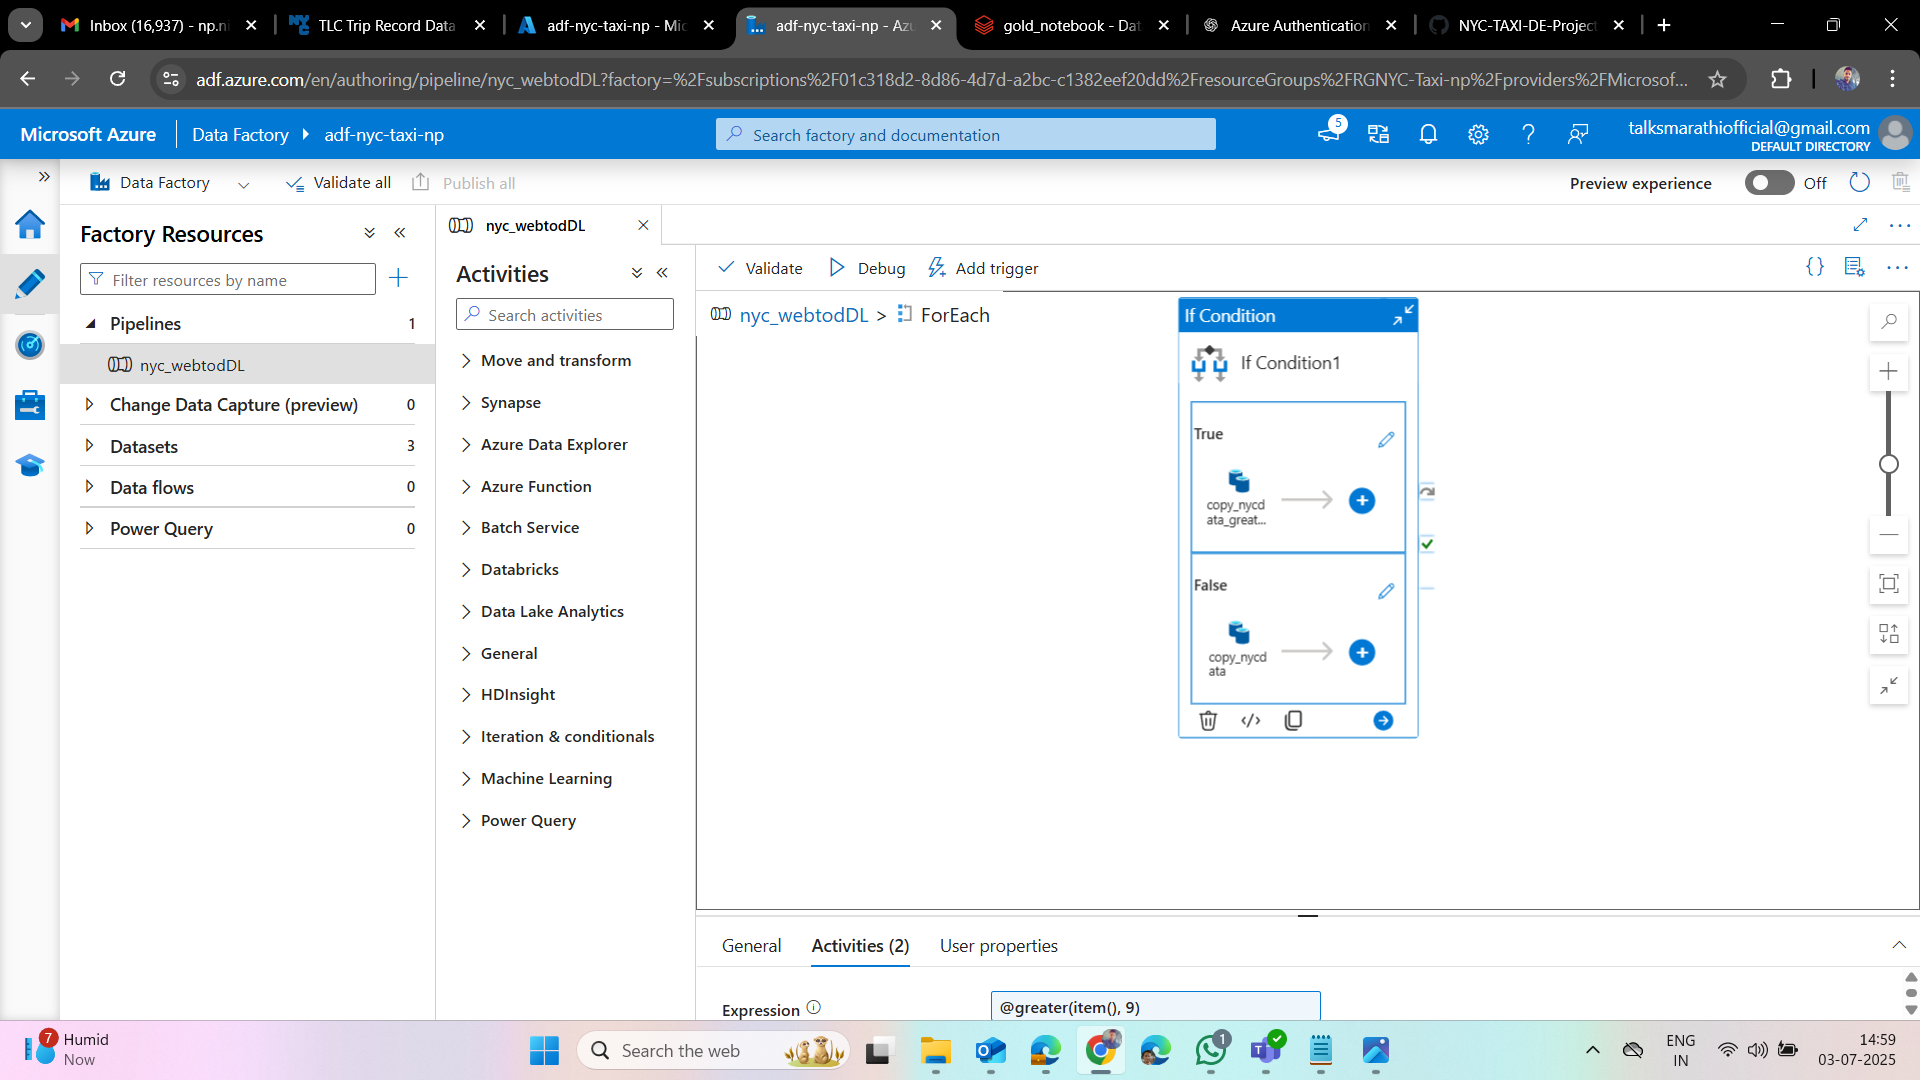 Inbox (16,937) - np.ni
TLC Trip Record Data
adf-nyc-taxi-np - Mic
adf-nyc-taxi-np - Az
gold_notebook - Dat
Azure Authentication
NYC-TAXI-DE-Project
adf.azure.com/en/authoring/pipeline/nyc_webtodDL?factory=%2Fsubscriptions%2F01c318d2-8d86-4d7d-a2bc-c1382eef20dd%2FresourceGroups%2FRGNYC-Taxi-np%2Fproviders%2FMicrosof...
Microsoft Azure
Data Factory
adf-nyc-taxi-np
Search factory and documentation
5
talksmarathiofficial@gmail.com
DEFAULT DIRECTORY
Data Factory
Validate all
Publish all
Preview experience
Off
Factory Resources
Filter resources by name
Pipelines 1
nyc_webtodDL
Change Data Capture (preview) 0
Datasets 3
Data flows 0
Power Query 0
nyc_webtodDL
Activities
Search activities
Move and transform
Synapse
Azure Data Explorer
Azure Function
Batch Service
Databricks
Data Lake Analytics
General
HDInsight
Iteration & conditionals
Machine Learning
Power Query
Validate
Debug
Add trigger
nyc_webtodDL > ForEach
If Condition
If Condition1
True
copy_nycd
ata_great...
False
copy_nycd
ata
General
Activities (2)
User properties
Expression
@greater(item(), 9)
7
Humid
Now
Search the web
1
ENG
IN
14:59
03-07-2025